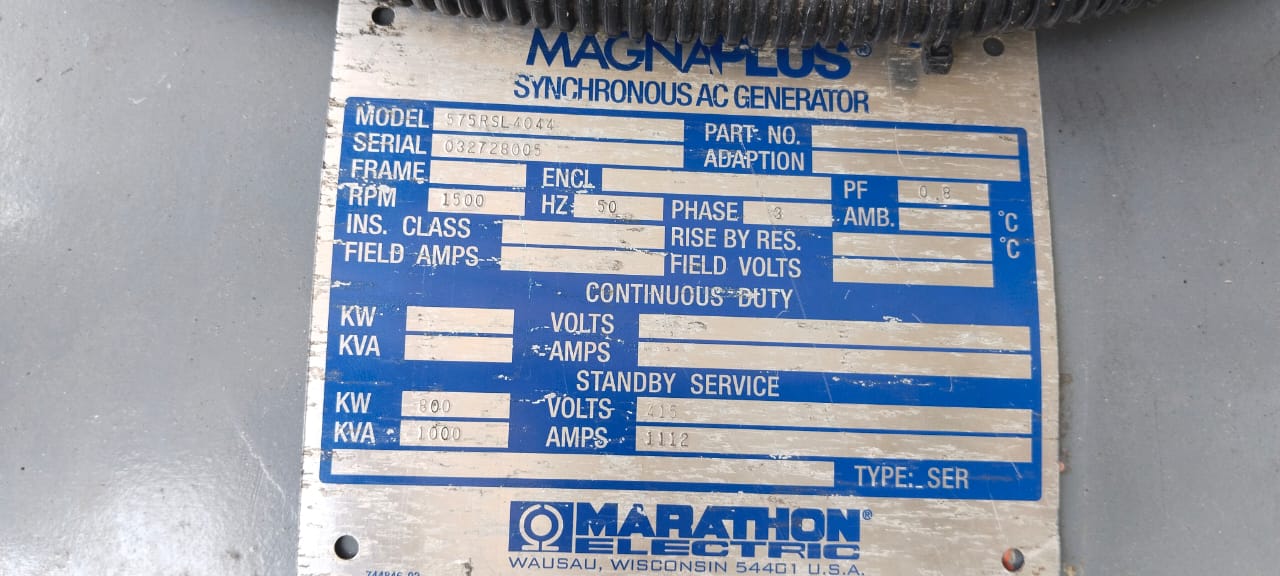 MAGNAPLUS®
SYNCHRONOUS AC GENERATOR
MODEL 575RSL4044 PART NO.
SERIAL 032728005 ADAPTION
FRAME ENCL PF 0.8
RPM 1500 HZ 50 PHASE 3 AMB. °C
INS. CLASS RISE BY RES. °C
FIELD AMPS FIELD VOLTS
CONTINUOUS DUTY
KW VOLTS
KVA AMPS
STANDBY SERVICE
KW 800 VOLTS 415
KVA 1000 AMPS 1112
TYPE: SER
MARATHON®
ELECTRIC
WAUSAU, WISCONSIN 54401 U.S.A.